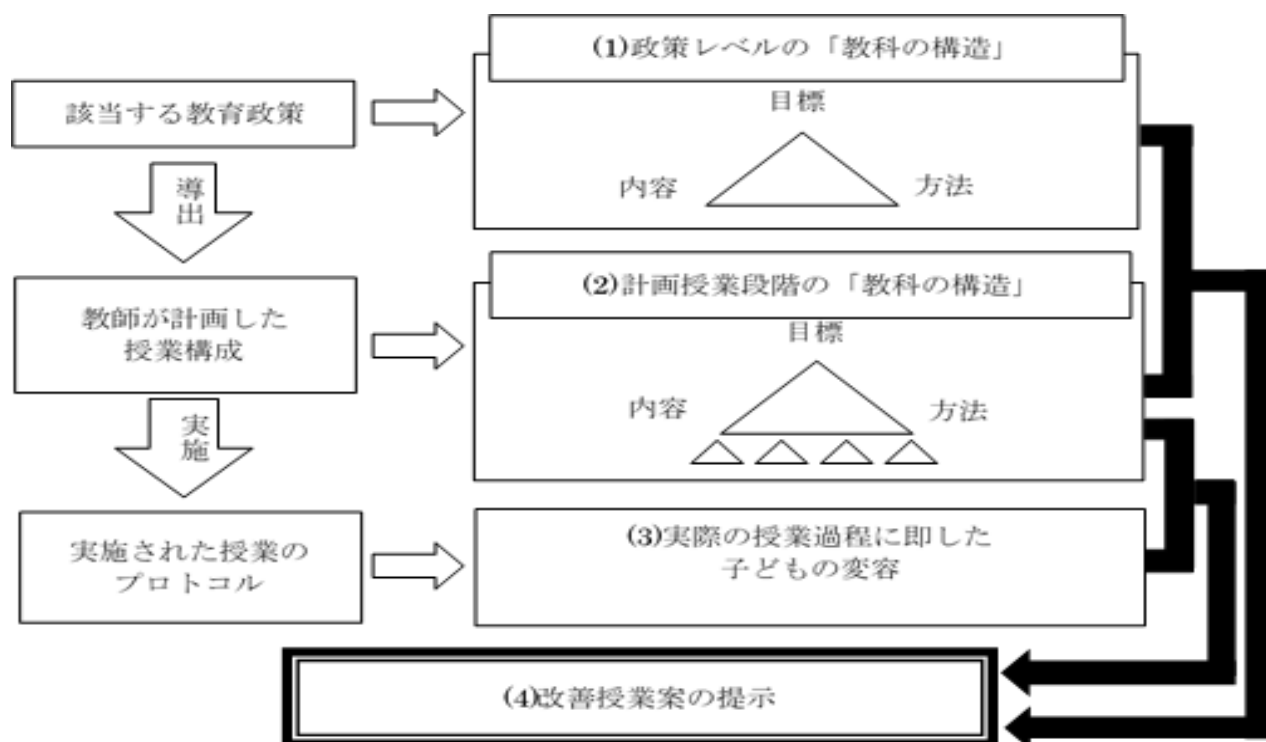 (1)政策レベルの「教科の構造」
該当する教育政策
目標
内容
方法
導出
(2)計画授業段階の「教科の構造」
教師が計画した
授業構成
目標
内容
方法
実施
(3)実際の授業過程に即した
子どもの変容
実施された授業の
プロトコル
(4)改善授業案の提示